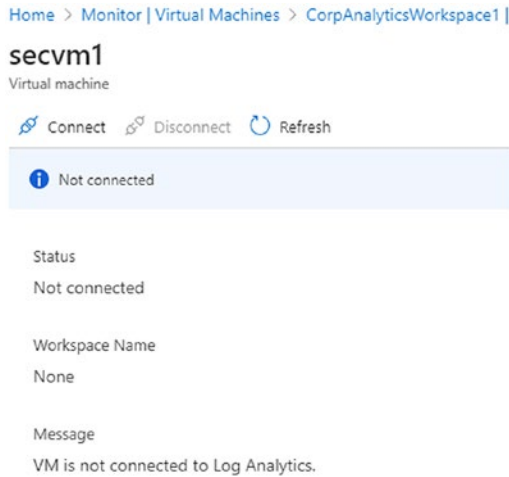 Home > Monitor | Virtual Machines > CorpAnalyticsWorkspace1 |
secvm1
Virtual machine
Connect Disconnect Refresh
Not connected
Status
Not connected
Workspace Name
None
Message
VM is not connected to Log Analytics.